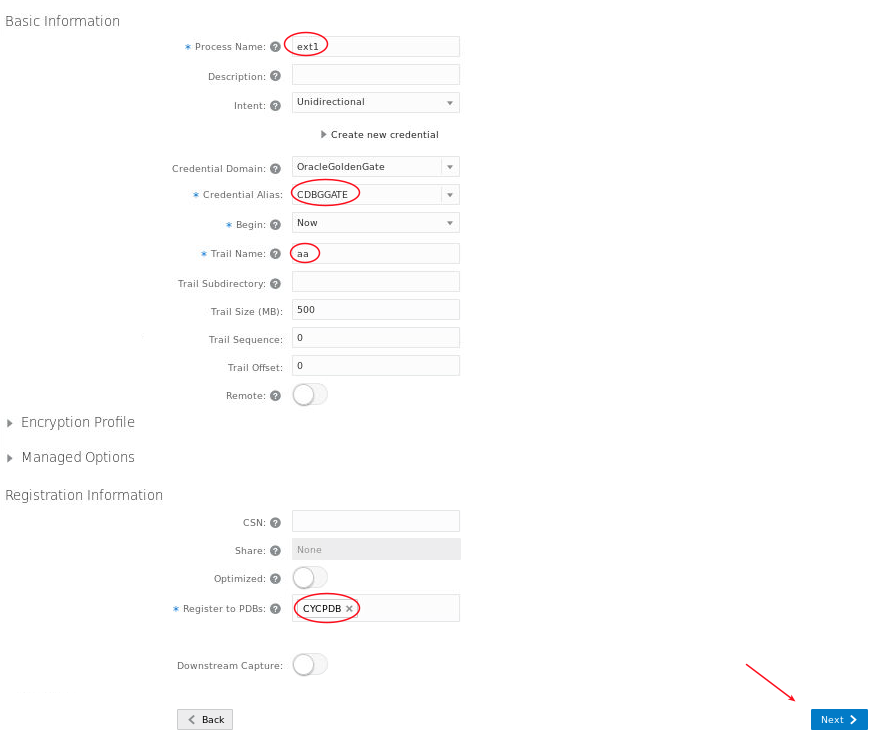 Basic Information
* Process Name: ? ext1
Description: ?
Intent: ? Unidirectional
Create new credential
Credential Domain: ? OracleGoldenGate
* Credential Alias: CDBGGATE
* Begin: ? Now
* Trail Name: ? aa
Trail Subdirectory: ?
Trail Size (MB): 500
Trail Sequence: 0
Trail Offset: 0
Remote: ?
Encryption Profile
Managed Options
Registration Information
CSN: ?
Share: ? None
Optimized: ?
* Register to PDBs: ? CYCPDB ×
Downstream Capture:
Back Next